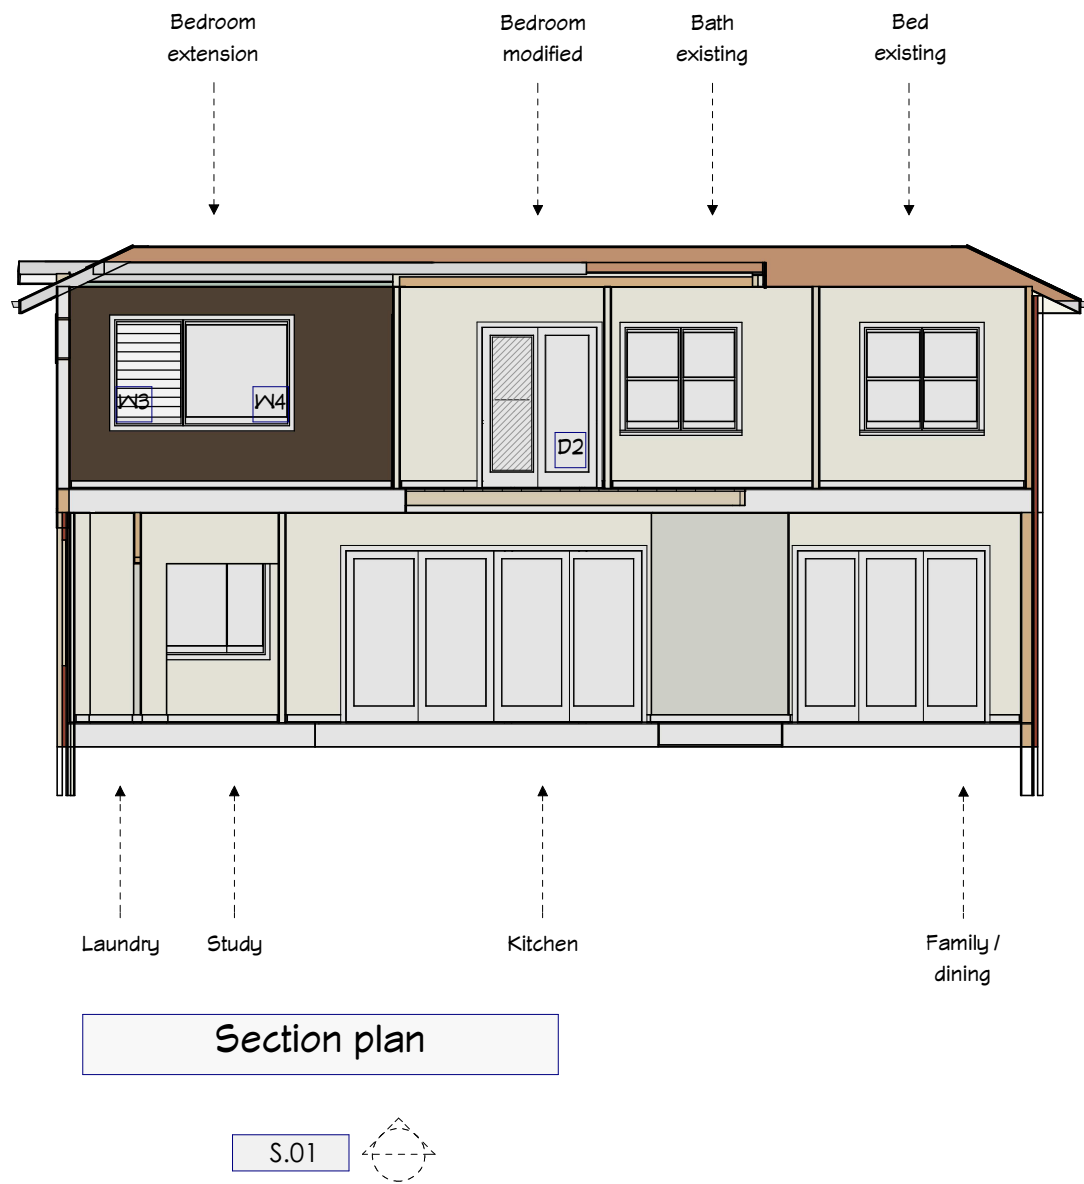 Bedroom
extension
Bedroom
modified
Bath
existing
Bed
existing
W3
W4
D2
Laundry
Study
Kitchen
Family /
dining
Section plan
S.01